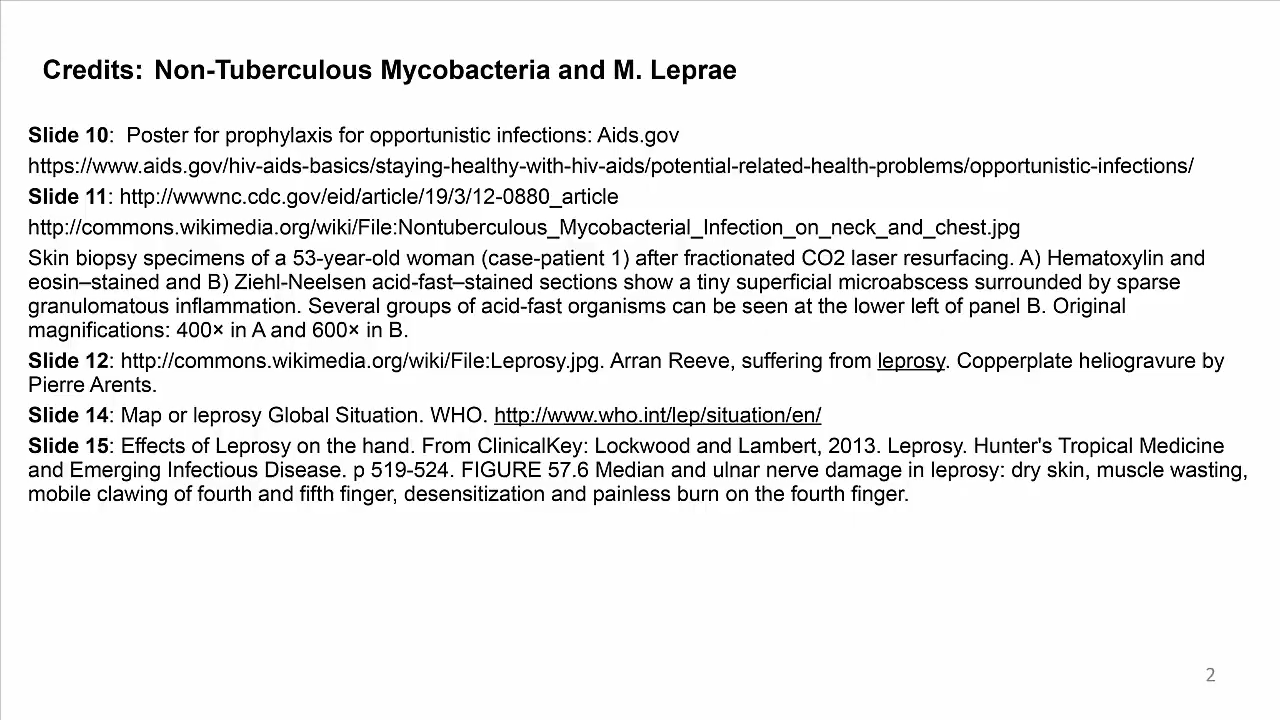 Credits: Non-Tuberculous Mycobacteria and M. Leprae
Slide 10:  Poster for prophylaxis for opportunistic infections: Aids.gov
https://www.aids.gov/hiv-aids-basics/staying-healthy-with-hiv-aids/potential-related-health-problems/opportunistic-infections/
Slide 11: http://wwwnc.cdc.gov/eid/article/19/3/12-0880_article
http://commons.wikimedia.org/wiki/File:Nontuberculous_Mycobacterial_Infection_on_neck_and_chest.jpg
Skin biopsy specimens of a 53-year-old woman (case-patient 1) after fractionated CO2 laser resurfacing. A) Hematoxylin and
eosin–stained and B) Ziehl-Neelsen acid-fast–stained sections show a tiny superficial microabscess surrounded by sparse
granulomatous inflammation. Several groups of acid-fast organisms can be seen at the lower left of panel B. Original
magnifications: 400× in A and 600× in B.
Slide 12: http://commons.wikimedia.org/wiki/File:Leprosy.jpg. Arran Reeve, suffering from leprosy. Copperplate heliogravure by
Pierre Arents.
Slide 14: Map or leprosy Global Situation. WHO. http://www.who.int/lep/situation/en/
Slide 15: Effects of Leprosy on the hand. From ClinicalKey: Lockwood and Lambert, 2013. Leprosy. Hunter's Tropical Medicine
and Emerging Infectious Disease. p 519-524. FIGURE 57.6 Median and ulnar nerve damage in leprosy: dry skin, muscle wasting,
mobile clawing of fourth and fifth finger, desensitization and painless burn on the fourth finger.
2